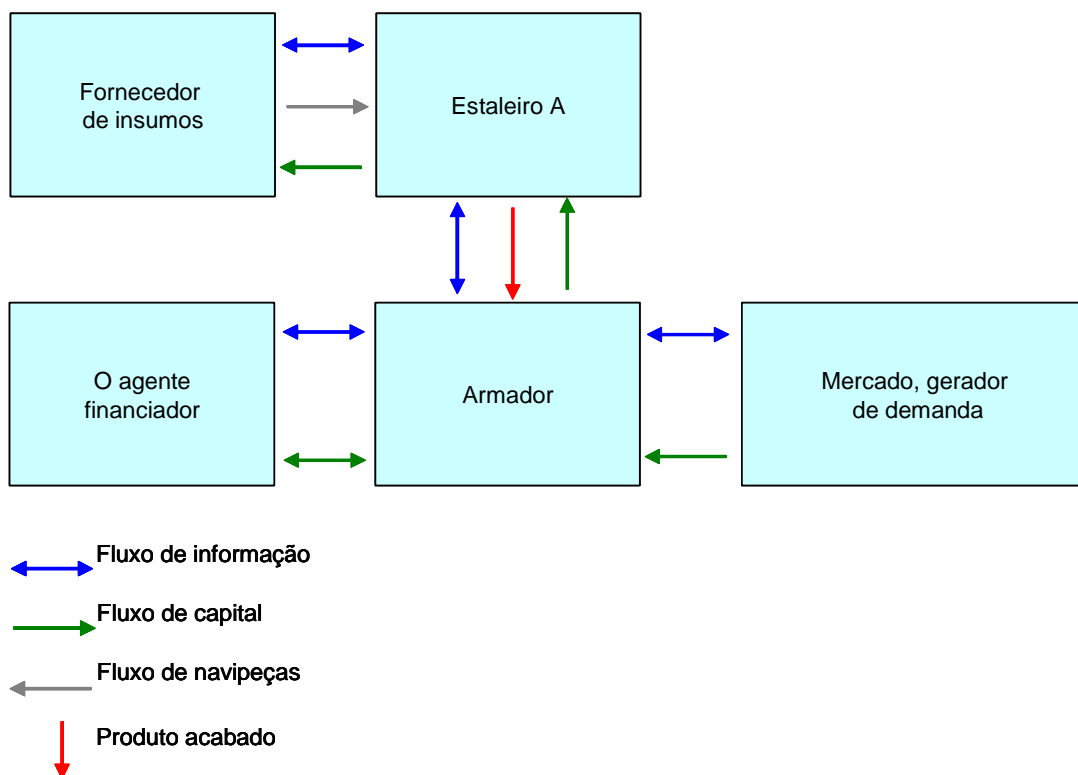 Fornecedor
de insumos
Estaleiro A
O agente
financiador
Armador
Mercado, gerador
de demanda
Fluxo de informação
Fluxo de capital
Fluxo de navipeças
Produto acabado